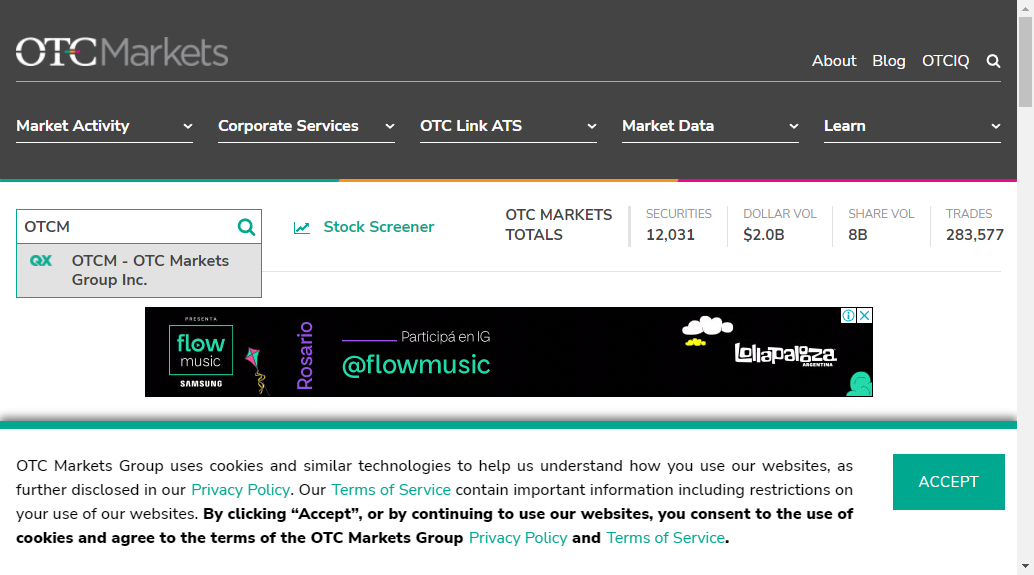 OTC Markets
About Blog OTCIQ
Market Activity Corporate Services OTC Link ATS Market Data Learn
OTCM
QX OTCM - OTC Markets
Group Inc.
Stock Screener
OTC MARKETS
TOTALS
SECURITIES
12,031
DOLLAR VOL
$2.0B
SHARE VOL
8B
TRADES
283,577
PRESENTA
flow
music
SAMSUNG
Rosario
Participá en IG
@flowmusic
lollapalooza
ARGENTINA
OTC Markets Group uses cookies and similar technologies to help us understand how you use our websites, as
further disclosed in our Privacy Policy. Our Terms of Service contain important information including restrictions on
your use of our websites. By clicking “Accept”, or by continuing to use our websites, you consent to the use of
cookies and agree to the terms of the OTC Markets Group Privacy Policy and Terms of Service.
ACCEPT